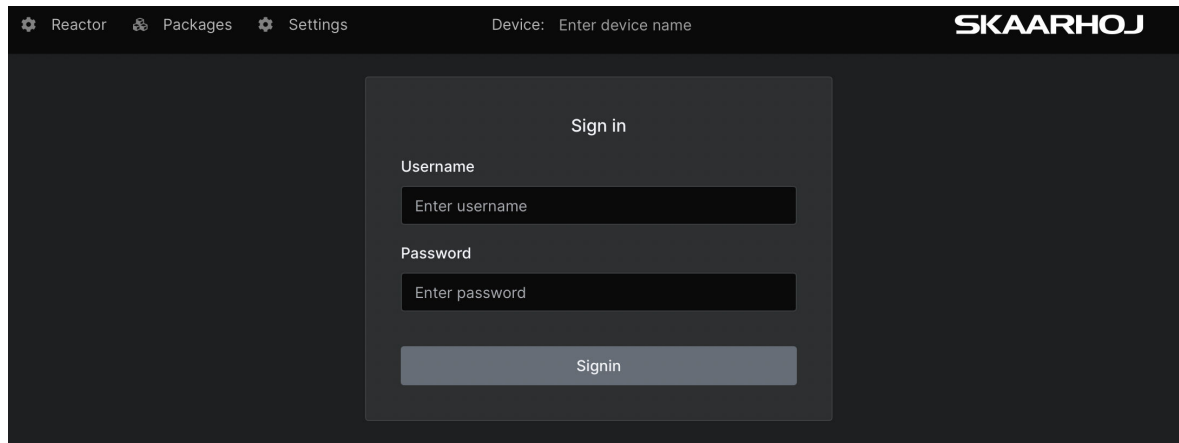 Reactor Packages Settings Device: Enter device name SKAARHOJ
Sign in
Username
Enter username
Password
Enter password
Signin